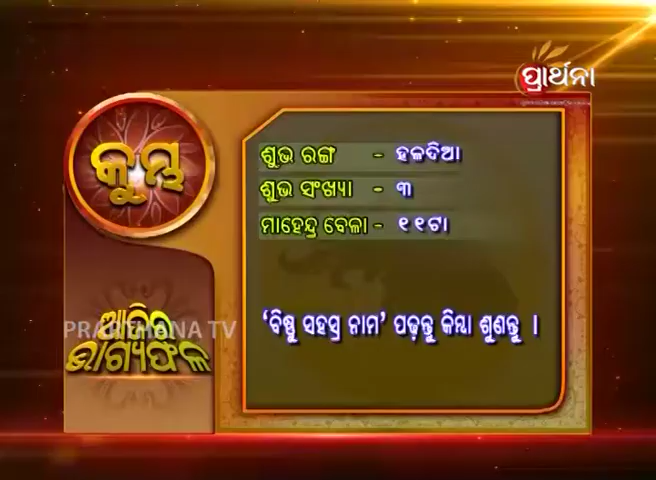 ପ୍ରାର୍ଥନା
କୁମ୍ଭ
ଶୁଭ ରଙ୍ଗ - ହଳଦିଆ
ଶୁଭ ସଂଖ୍ୟା - ୩
ମାହେନ୍ଦ୍ର ବେଳା - ୧୧ଟା
'ବିଷ୍ଣୁ ସହସ୍ର ନାମ' ପଢ଼ନ୍ତୁ କିମ୍ବା ଶୁଣନ୍ତୁ ।
ଆଜିର
ଭାଗ୍ୟଫଳ
PRARTHANA TV